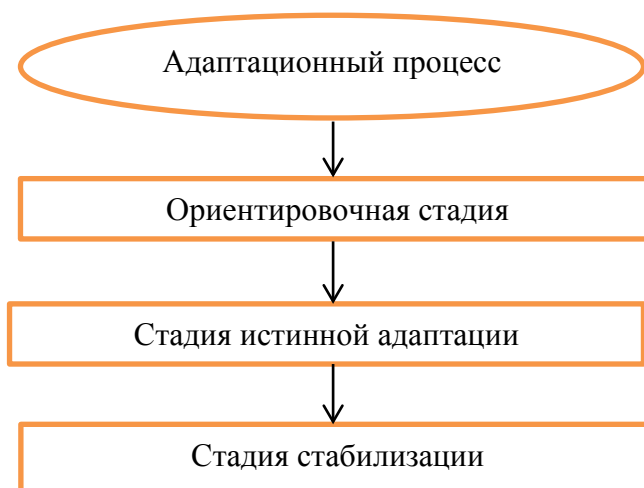 Адаптационный процесс
Ориентировочная стадия
Стадия истинной адаптации
Стадия стабилизации